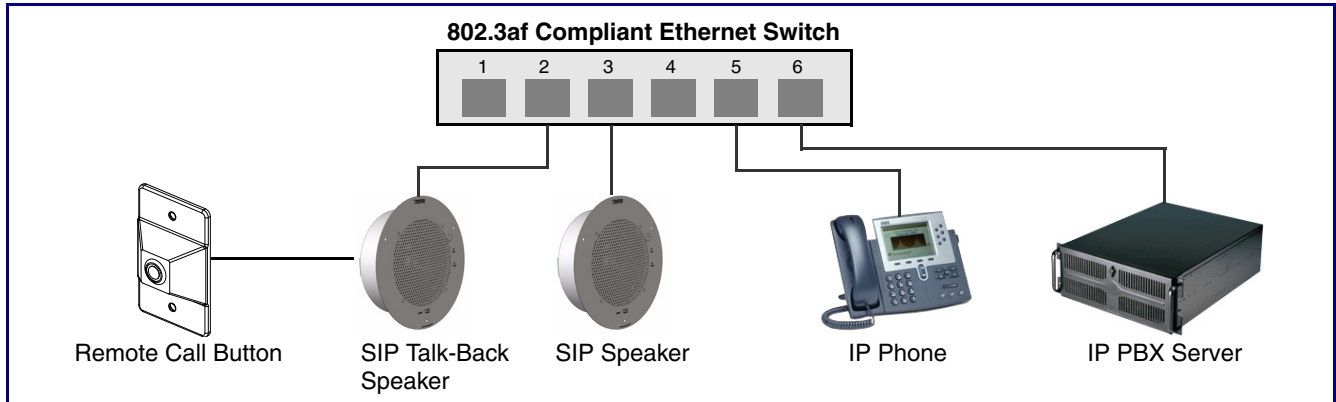 802.3af Compliant Ethernet Switch
1 2 3 4 5 6
Remote Call Button
SIP Talk-Back
Speaker
SIP Speaker
IP Phone
IP PBX Server